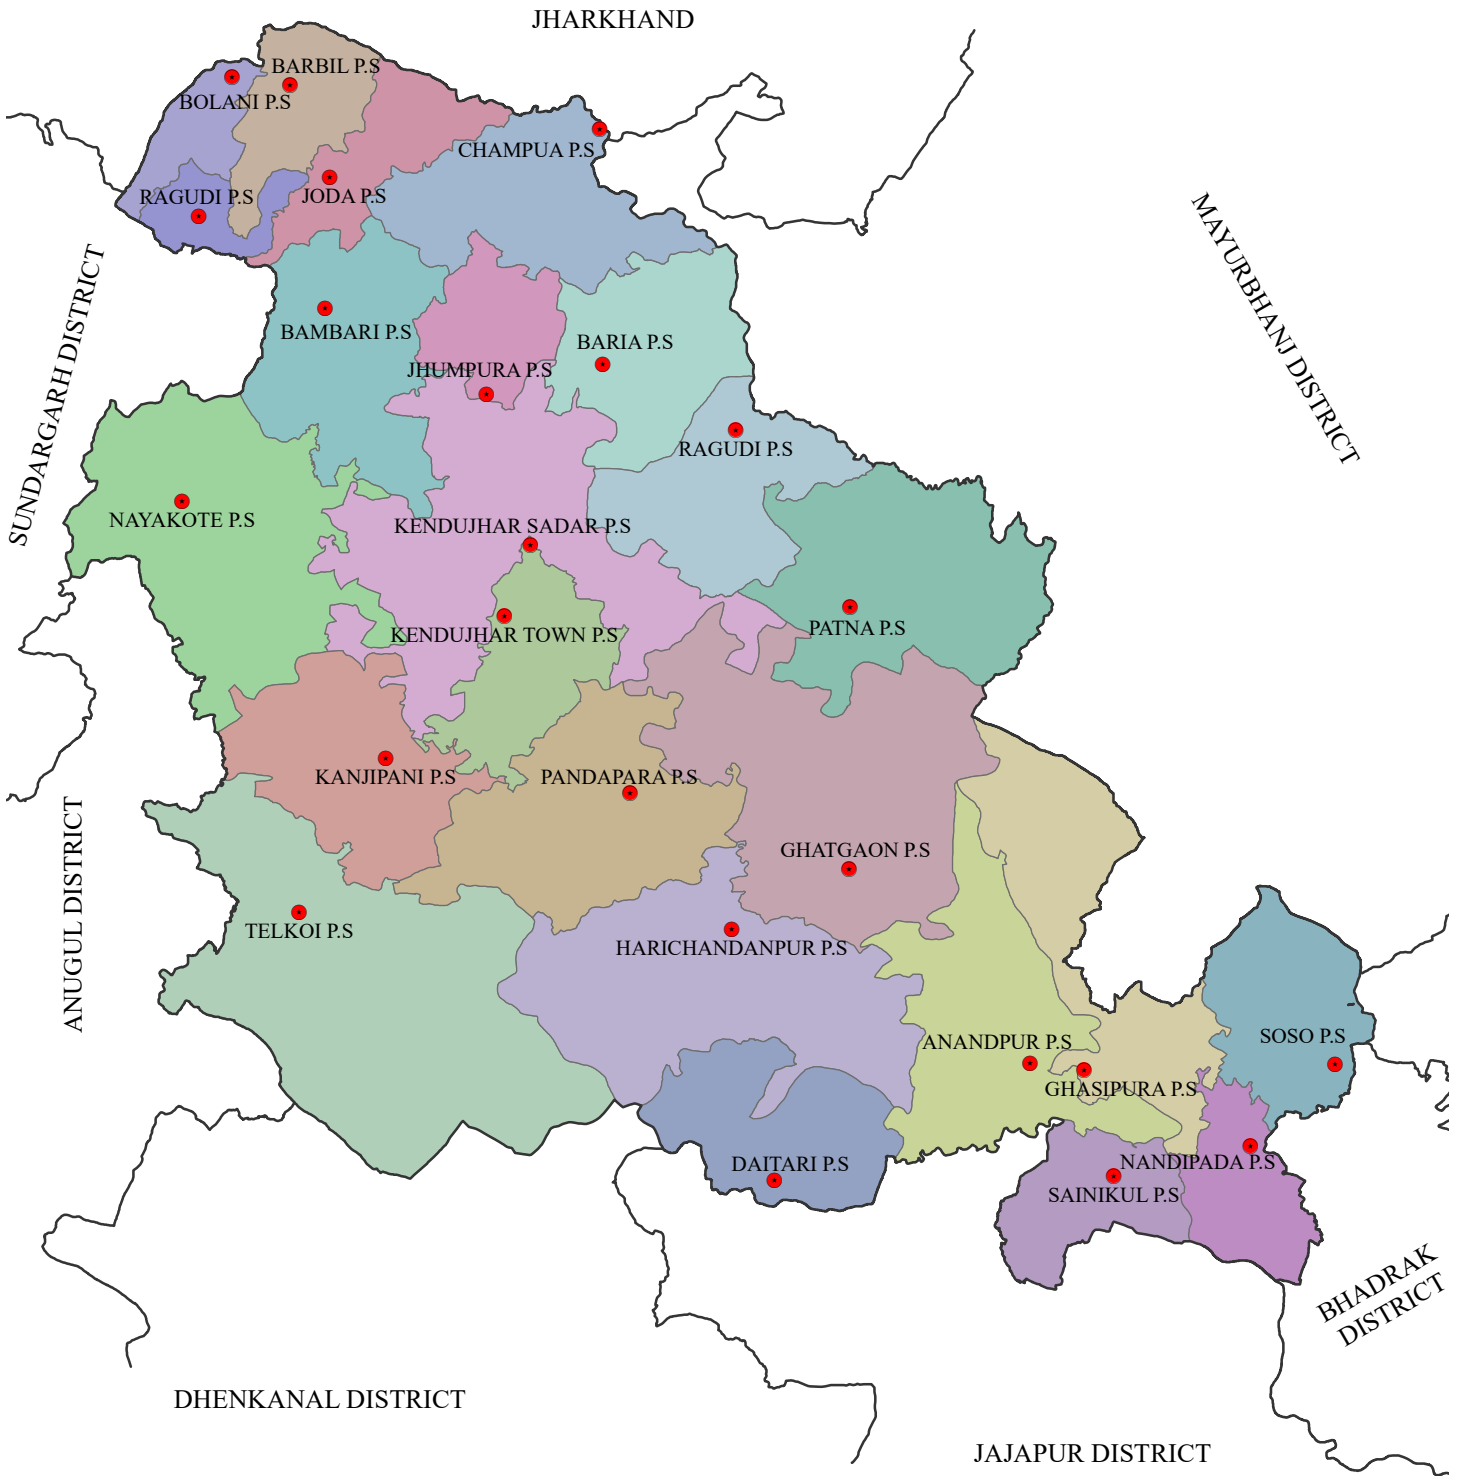 JHARKHAND
BARBIL P.S
BOLANI P.S
CHAMPUA P.S
RAGUDI P.S
JODA P.S
MAYURBHANJ DISTRICT
SUNDARGARH DISTRICT
BAMBARI P.S
BARIA P.S
JHUMPURA P.S
RAGUDI P.S
NAYAKOTE P.S
KENDUJHAR SADAR P.S
PATNA P.S
KENDUJHAR TOWN P.S
KANJIPANI P.S
PANDAPARA P.S
GHATGAON P.S
ANUGUL DISTRICT
TELKOI P.S
HARICHANDANPUR P.S
SOSO P.S
ANANDPUR P.S
GHASIPURA P.S
DAITARI P.S
NANDIPADA P.S
SAINIKUL P.S
BHADRAK
DISTRICT
DHENKANAL DISTRICT
JAJAPUR DISTRICT